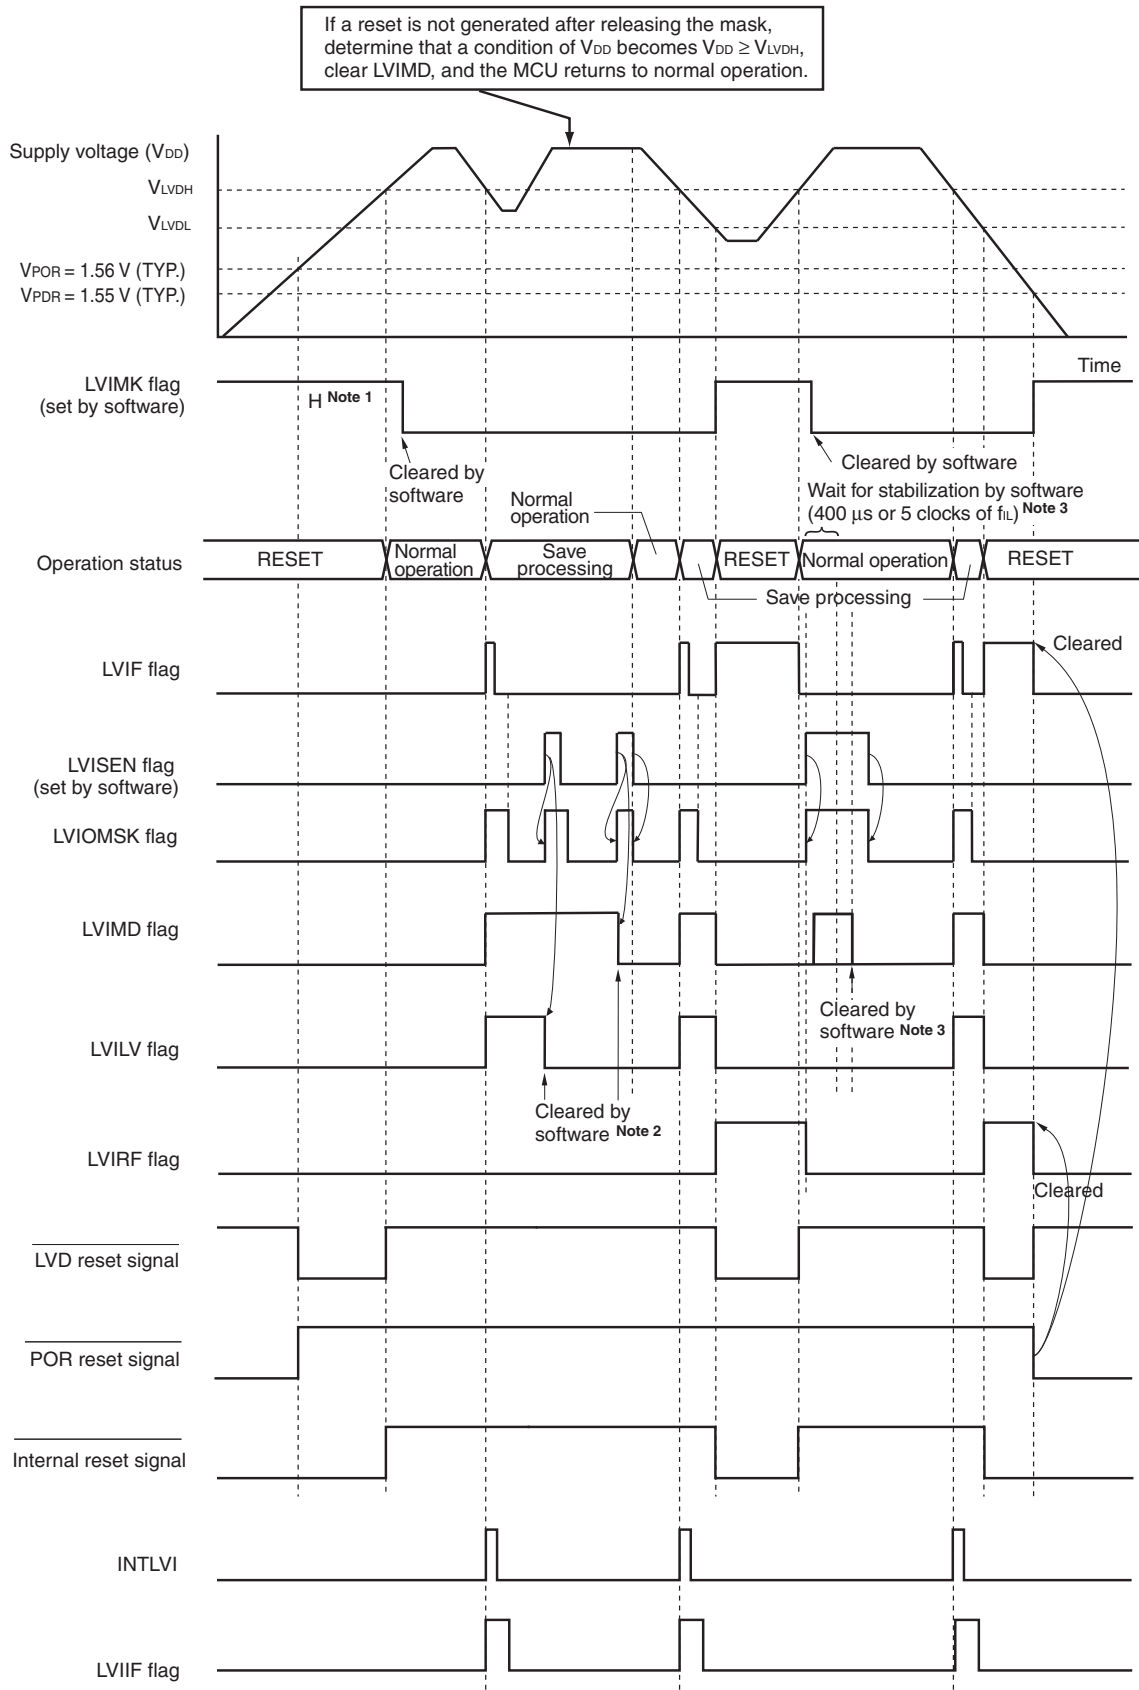 If a reset is not generated after releasing the mask,
determine that a condition of VDD becomes VDD ≥ VLVDH,
clear LVIMD, and the MCU returns to normal operation.
Supply voltage (VDD)
VLVDH
VLVDL
VPOR = 1.56 V (TYP.)
VPDR = 1.55 V (TYP.)
Time
LVIMK flag
(set by software)
H Note 1
Cleared by
software
Cleared by software
Wait for stabilization by software
(400 μs or 5 clocks of fIL) Note 3
Normal
operation
Operation status
RESET
Normal
operation
Save
processing
RESET
Normal operation
RESET
Save processing
LVIF flag
Cleared
LVISEN flag
(set by software)
LVIOMSK flag
LVIMD flag
Cleared by
software Note 3
LVILV flag
Cleared by
software Note 2
LVIRF flag
Cleared
LVD reset signal
POR reset signal
Internal reset signal
INTLVI
LVIIF flag